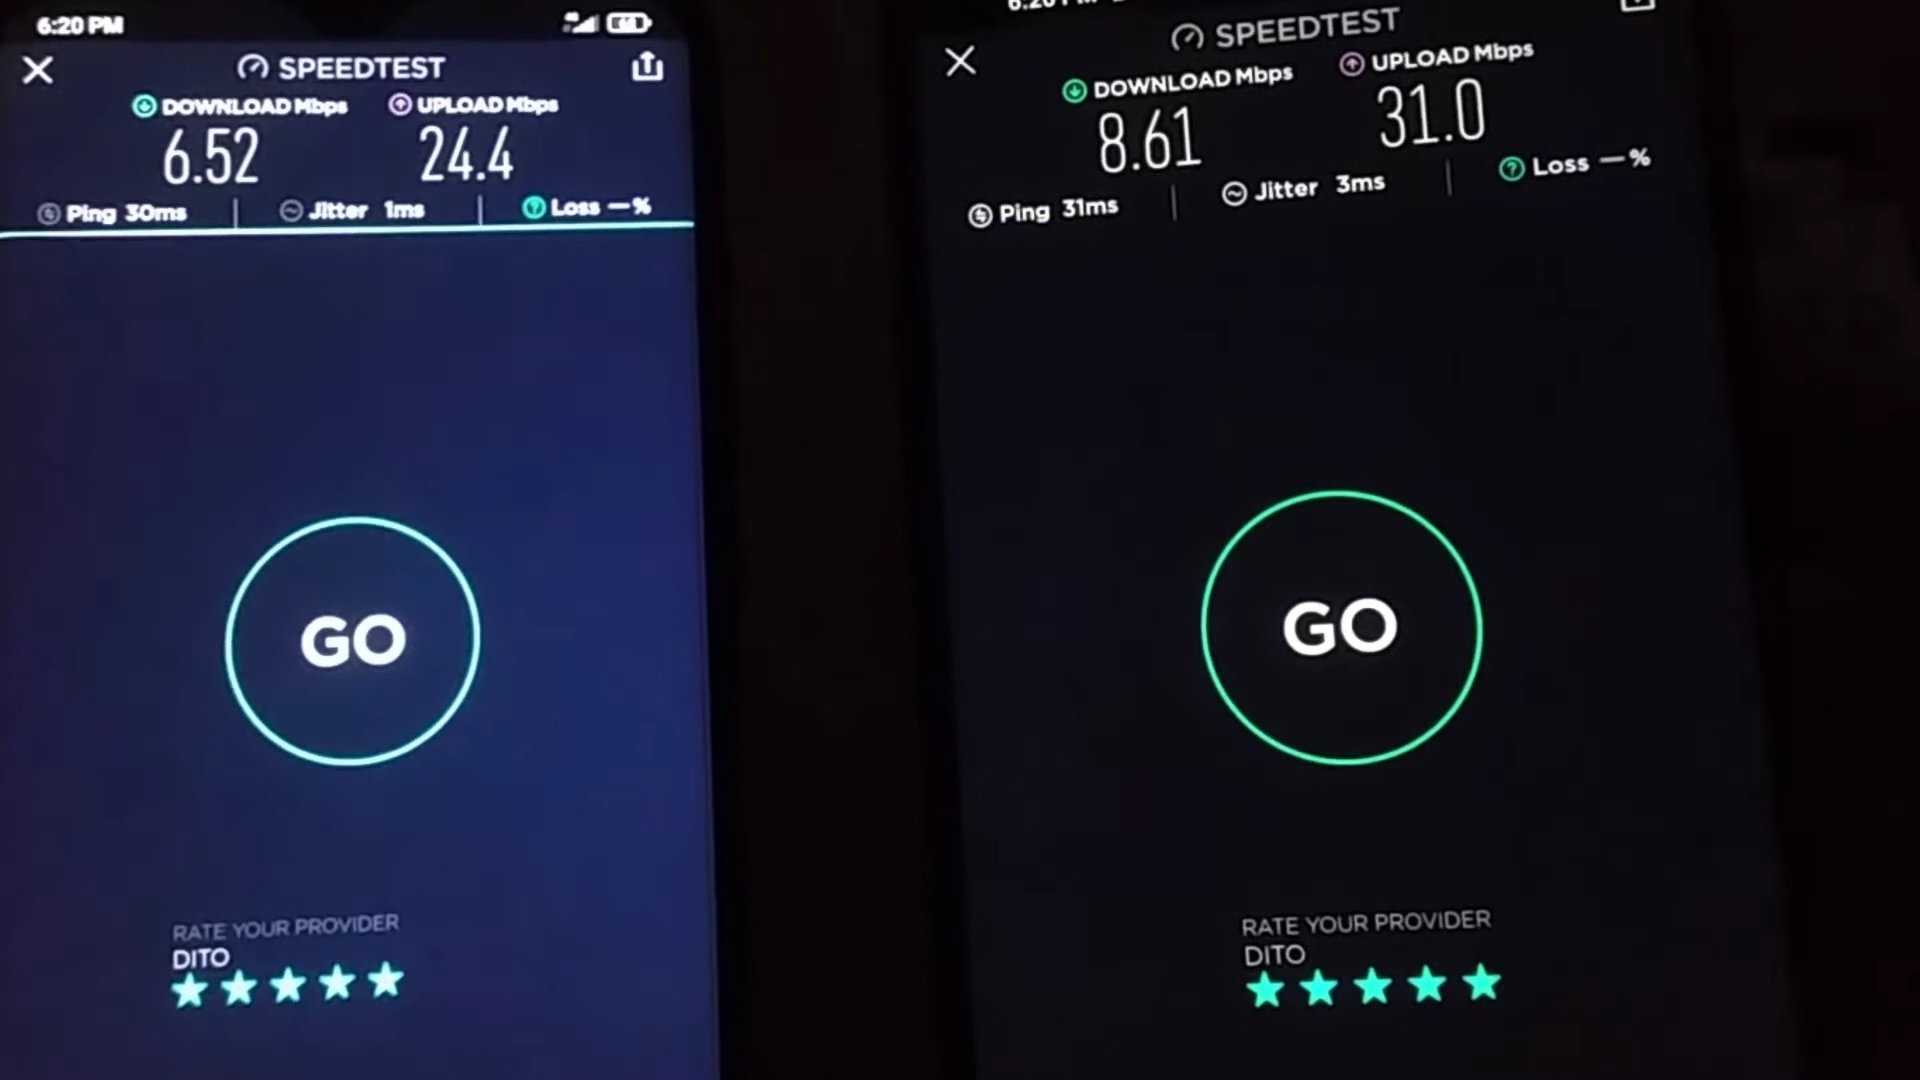 6:20 PM
SPEEDTEST
DOWNLOAD Mbps UPLOAD Mbps
6.52 24.4
Ping 30ms Jitter 1ms Loss —%
GO
RATE YOUR PROVIDER
DITO
SPEEDTEST
DOWNLOAD Mbps UPLOAD Mbps
8.61 31.0
Ping 31ms Jitter 3ms Loss —%
GO
RATE YOUR PROVIDER
DITO